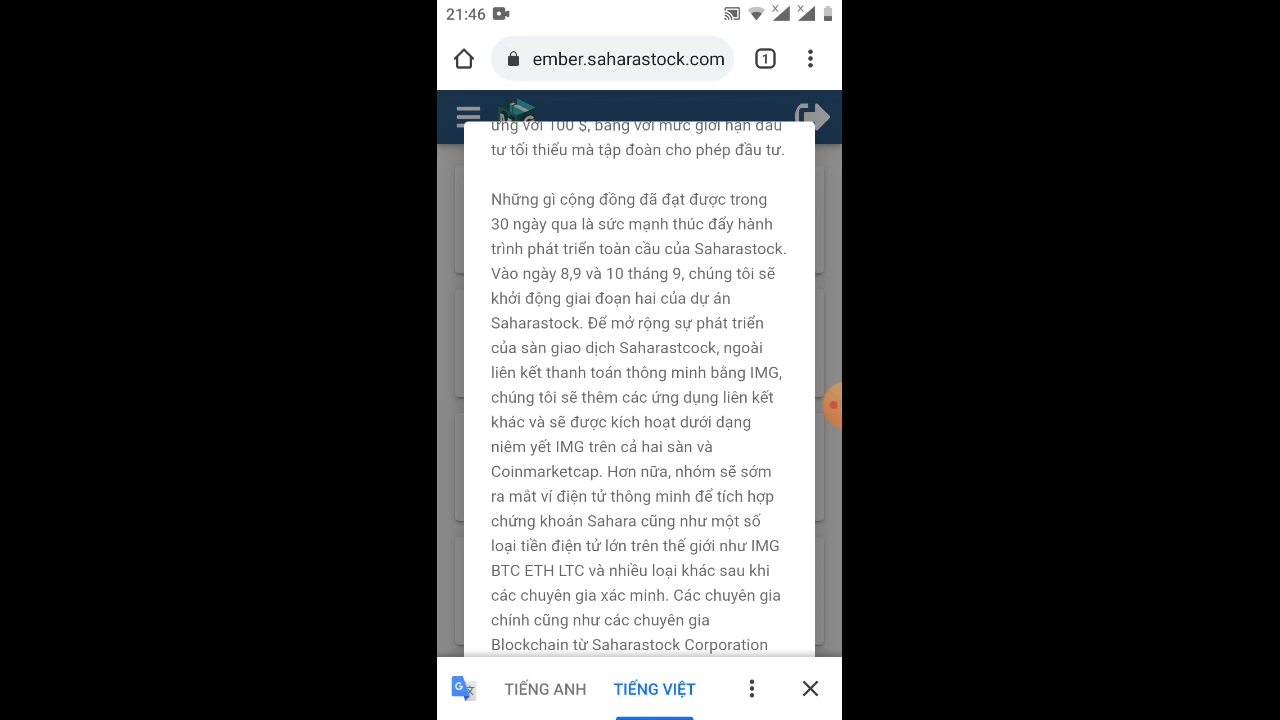 21:46
ember.saharastock.com
1
ứng với 100 $, bằng với mức giới hạn đầu
tư tối thiểu mà tập đoàn cho phép đầu tư.
Những gì cộng đồng đã đạt được trong
30 ngày qua là sức mạnh thúc đẩy hành
trình phát triển toàn cầu của Saharastock.
Vào ngày 8,9 và 10 tháng 9, chúng tôi sẽ
khởi động giai đoạn hai của dự án
Saharastock. Để mở rộng sự phát triển
của sàn giao dịch Saharastcock, ngoài
liên kết thanh toán thông minh bằng IMG,
chúng tôi sẽ thêm các ứng dụng liên kết
khác và sẽ được kích hoạt dưới dạng
niêm yết IMG trên cả hai sàn và
Coinmarketcap. Hơn nữa, nhóm sẽ sớm
ra mắt ví điện tử thông minh để tích hợp
chứng khoán Sahara cũng như một số
loại tiền điện tử lớn trên thế giới như IMG
BTC ETH LTC và nhiều loại khác sau khi
các chuyên gia xác minh. Các chuyên gia
chính cũng như các chuyên gia
Blockchain từ Saharastock Corporation
TIẾNG ANH TIẾNG VIỆT